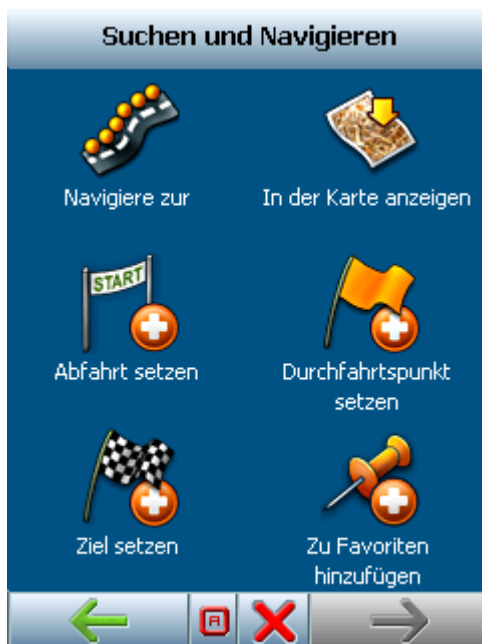 Suchen und Navigieren
Navigiere zur
In der Karte anzeigen
START
Abfahrt setzen
Durchfahrtspunkt
setzen
Ziel setzen
Zu Favoriten
hinzufügen
A